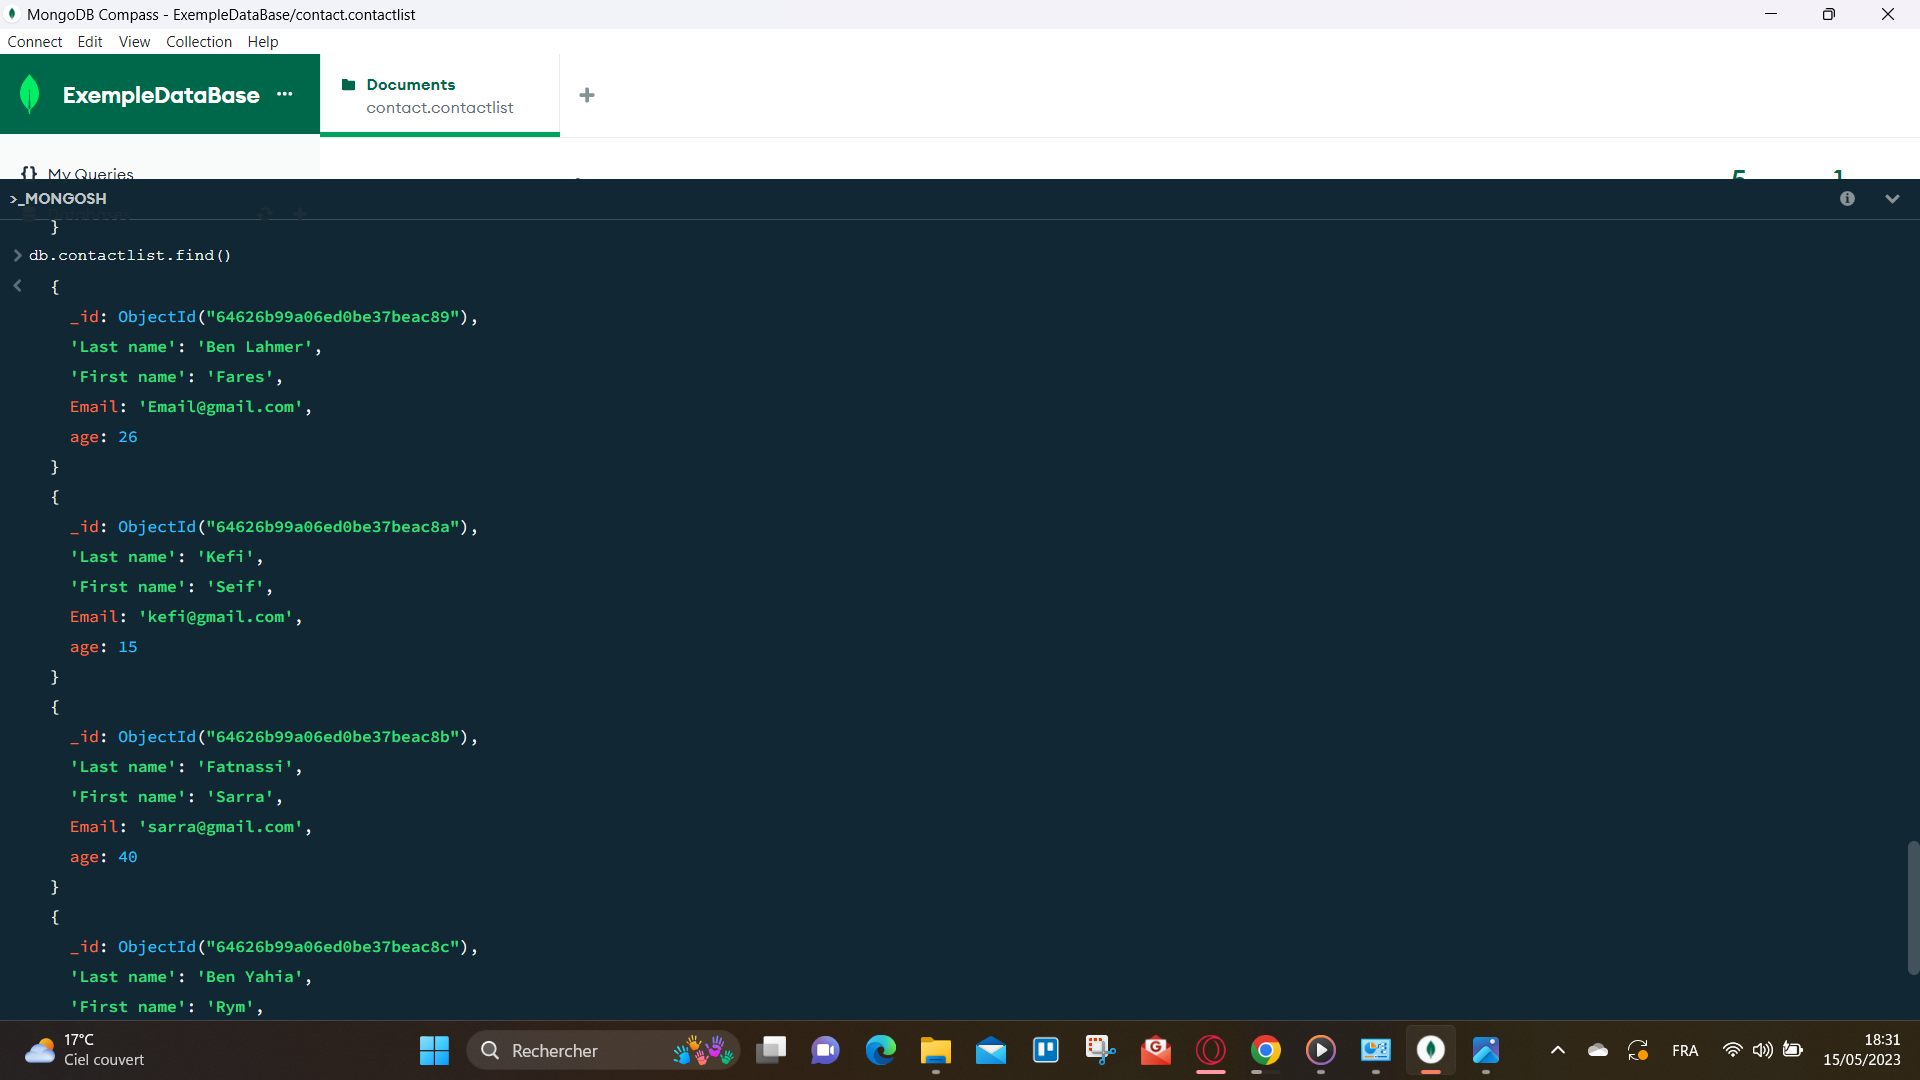 MongoDB Compass - ExempleDataBase/contact.contactlist
Connect Edit View Collection Help
ExempleDataBase ...
Documents
contact.contactlist
{} My Queries
5 1
>_MONGOSH
}
> db.contactlist.find()
< {
_id: ObjectId("64626b99a06ed0be37beac89"),
'Last name': 'Ben Lahmer',
'First name': 'Fares',
Email: 'Email@gmail.com',
age: 26
}
{
_id: ObjectId("64626b99a06ed0be37beac8a"),
'Last name': 'Kefi',
'First name': 'Seif',
Email: 'kefi@gmail.com',
age: 15
}
{
_id: ObjectId("64626b99a06ed0be37beac8b"),
'Last name': 'Fatnassi',
'First name': 'Sarra',
Email: 'sarra@gmail.com',
age: 40
}
{
_id: ObjectId("64626b99a06ed0be37beac8c"),
'Last name': 'Ben Yahia',
'First name': 'Rym',
17°C
Ciel couvert
Rechercher
FRA
18:31
15/05/2023